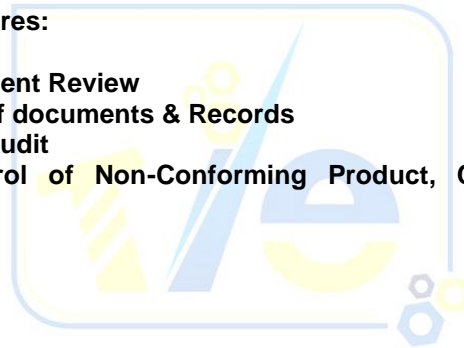 res:
ent Review
f documents & Records
udit
rol of Non-Conforming Product, C